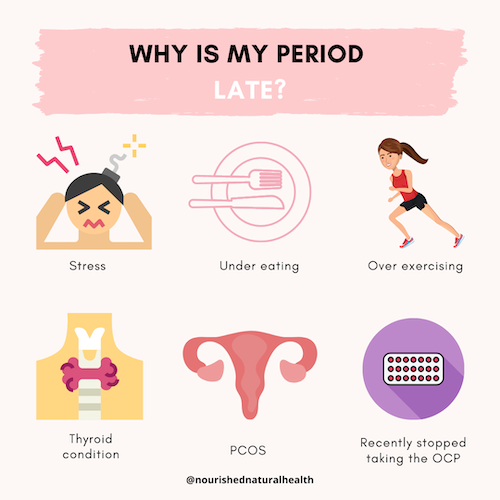 WHY IS MY PERIOD
LATE?
Stress
Under eating
Over exercising
Thyroid
condition
PCOS
Recently stopped
taking the OCP
@nourishednaturalhealth